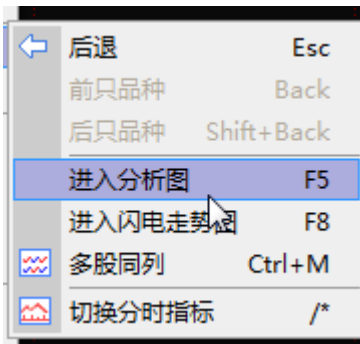 后退 Esc
前只品种 Back
后只品种 Shift+Back
进入分析图 F5
进入闪电走势图 F8
多股同列 Ctrl+M
切换分时指标 /*